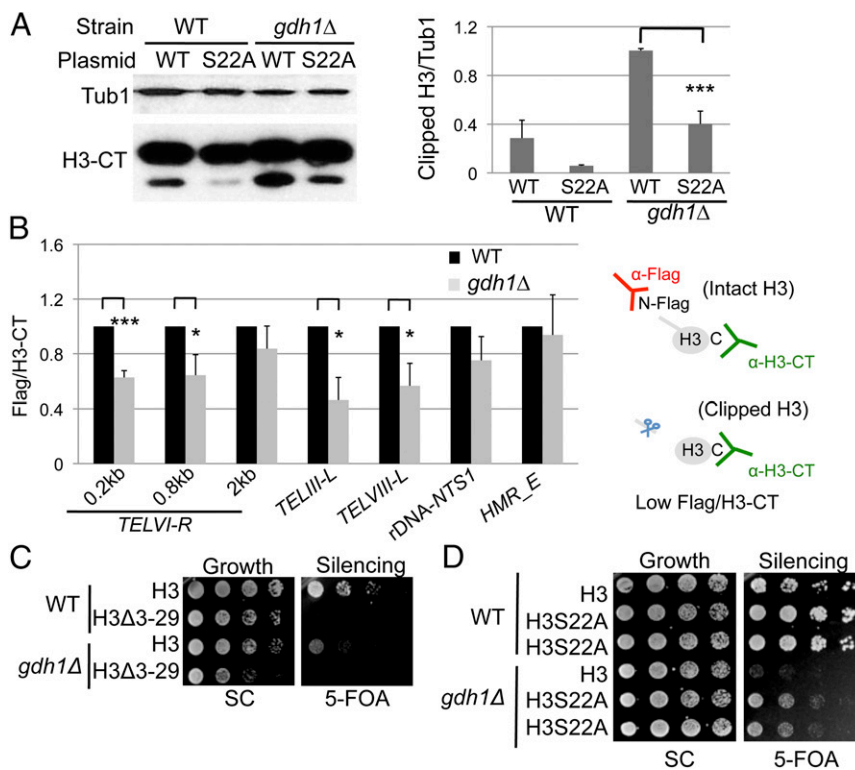 A
Strain WT gdh1Δ
Plasmid WT S22A WT S22A
Tub1
H3-CT
Clipped H3/Tub1
1.2
0.8
0.4
0
***
WT S22A WT S22A
WT gdh1Δ
B
Flag/H3-CT
1.6
1.2
0.8
0.4
0
WT
gdh1Δ
*** * * *
0.2kb 0.8kb 2kb TELIII-L TELVIII-L rDNA-NTS1 HMR_E
TELVI-R
α-Flag
N-Flag (Intact H3)
H3 C
α-H3-CT
(Clipped H3)
H3 C
α-H3-CT
Low Flag/H3-CT
C
Growth Silencing
WT H3
H3Δ3-29
gdh1Δ H3
H3Δ3-29
SC 5-FOA
D
Growth Silencing
WT H3
H3S22A
H3S22A
gdh1Δ H3
H3S22A
H3S22A
SC 5-FOA